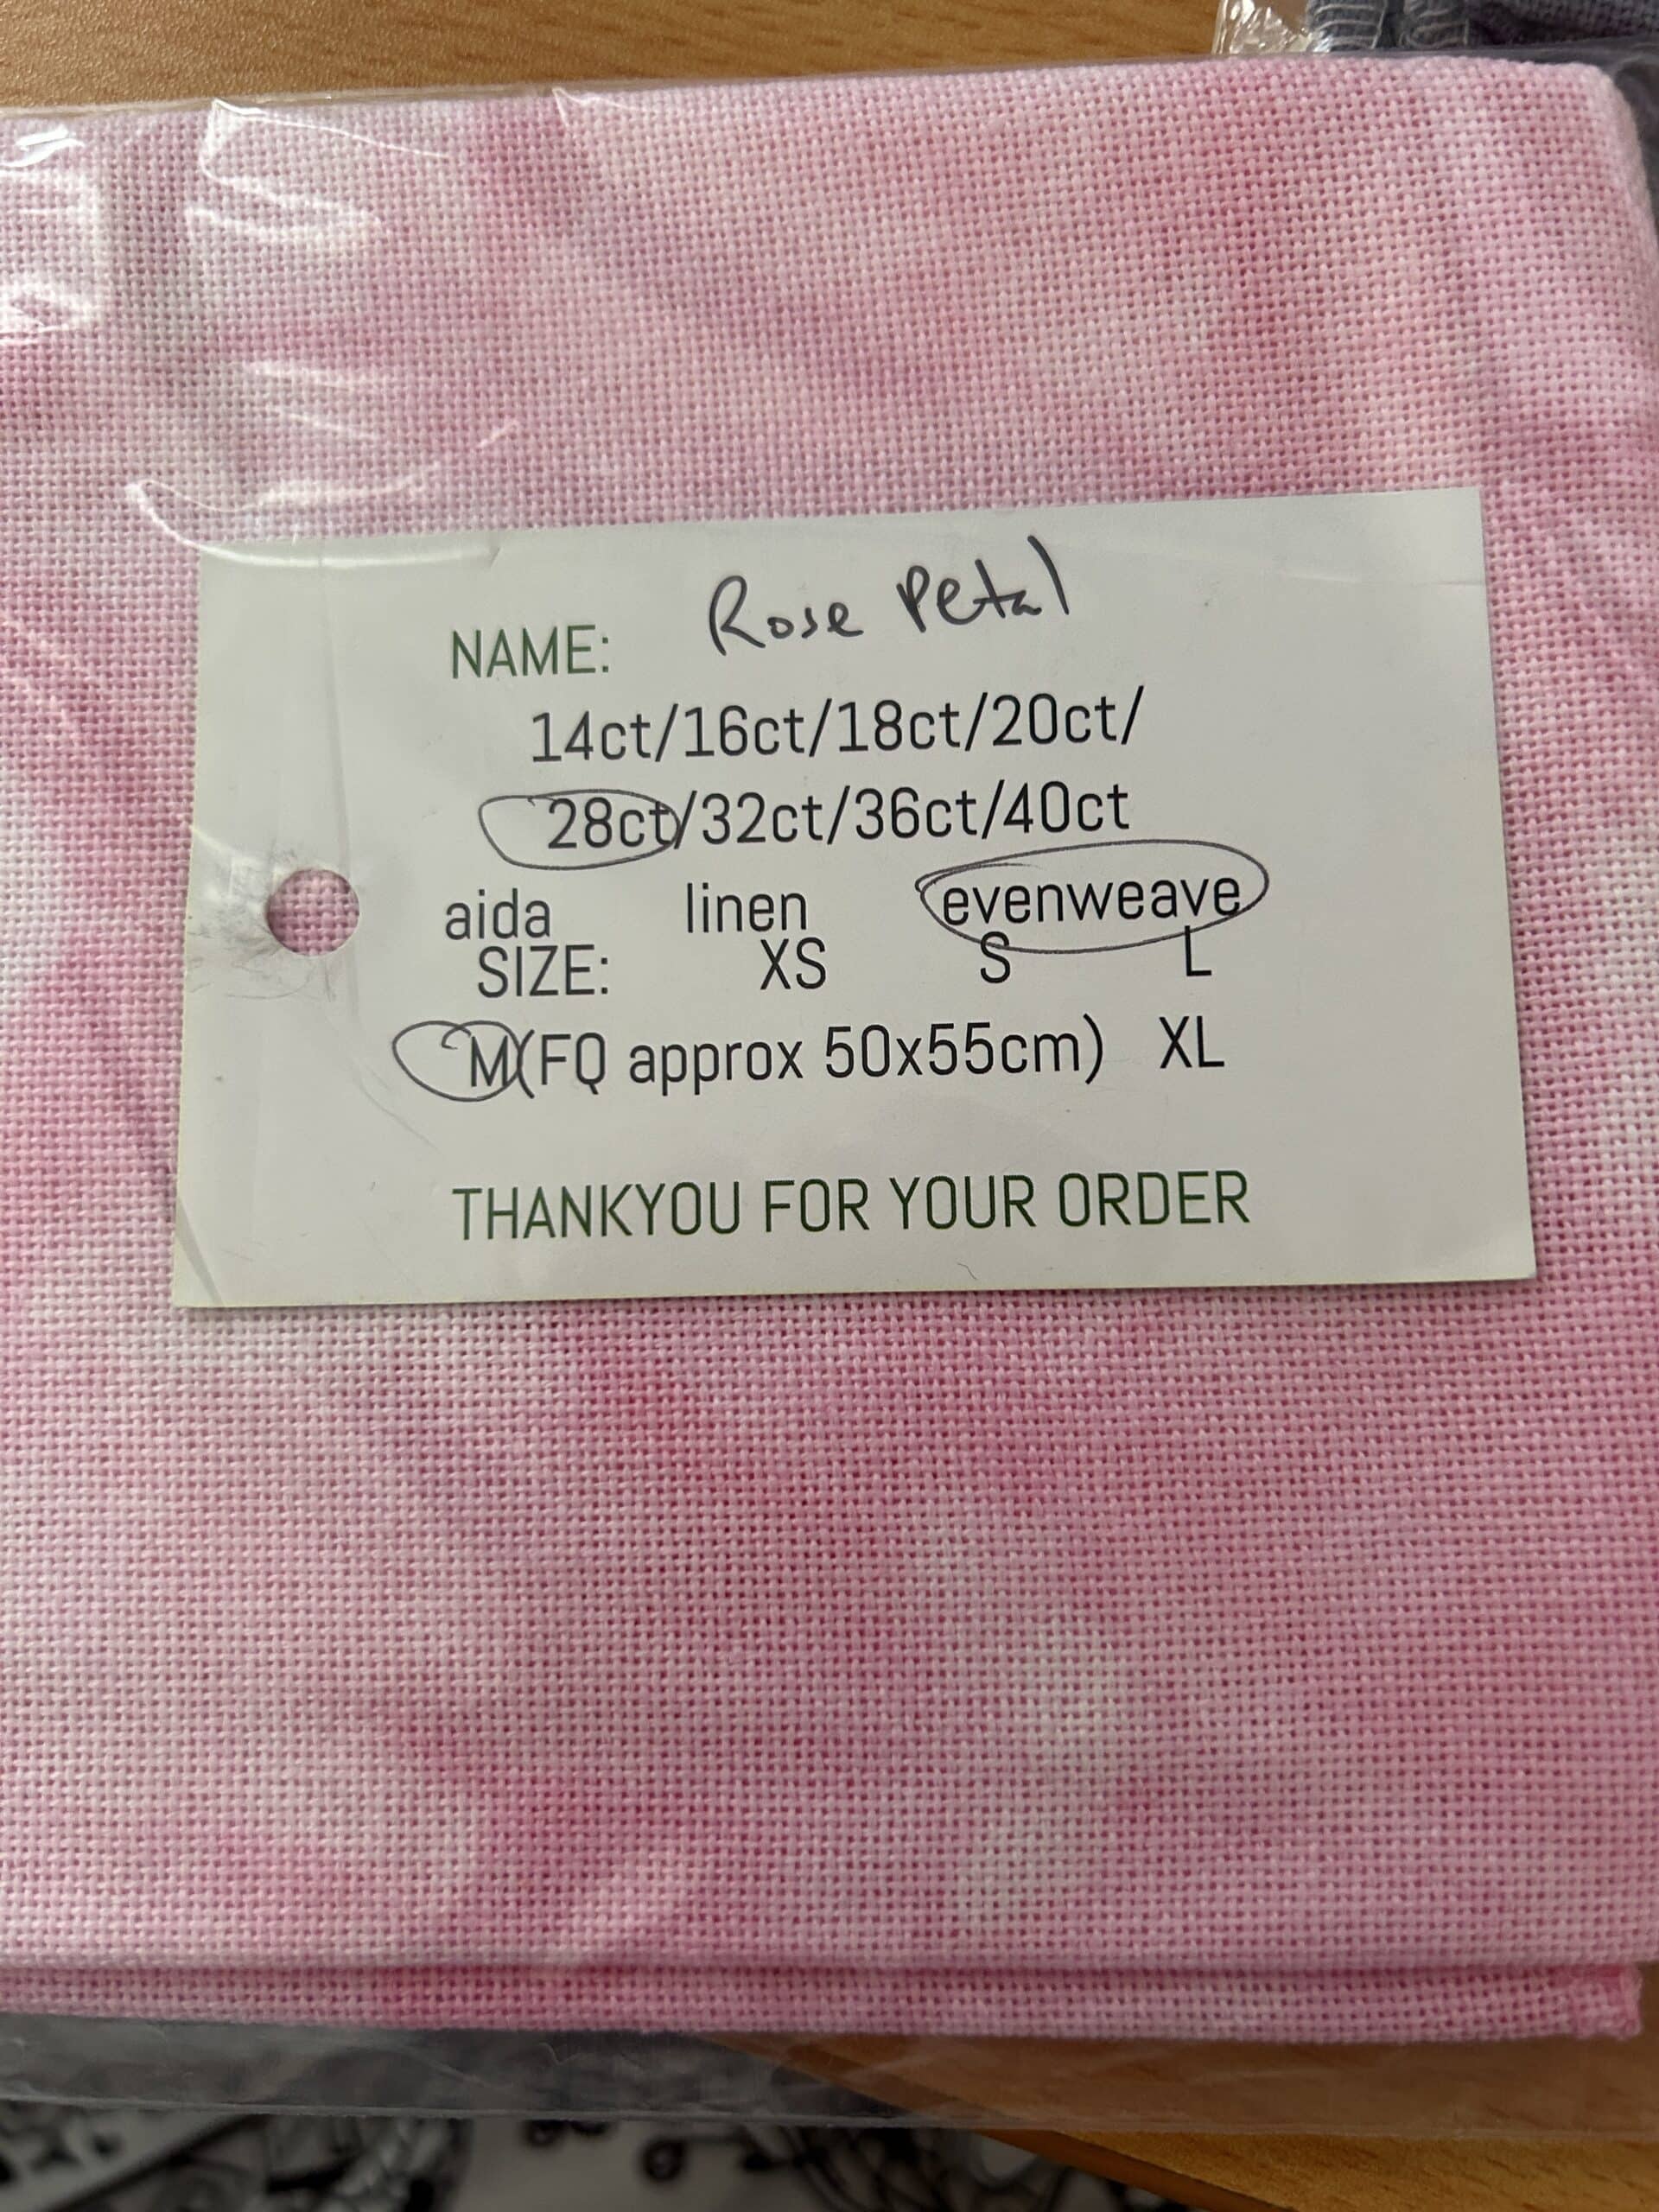 NAME: Rose Petal
14ct/16ct/18ct/20ct/
28ct/32ct/36ct/40ct
aida linen evenweave
SIZE: XS S L
M(FQ approx 50x55cm) XL
THANKYOU FOR YOUR ORDER